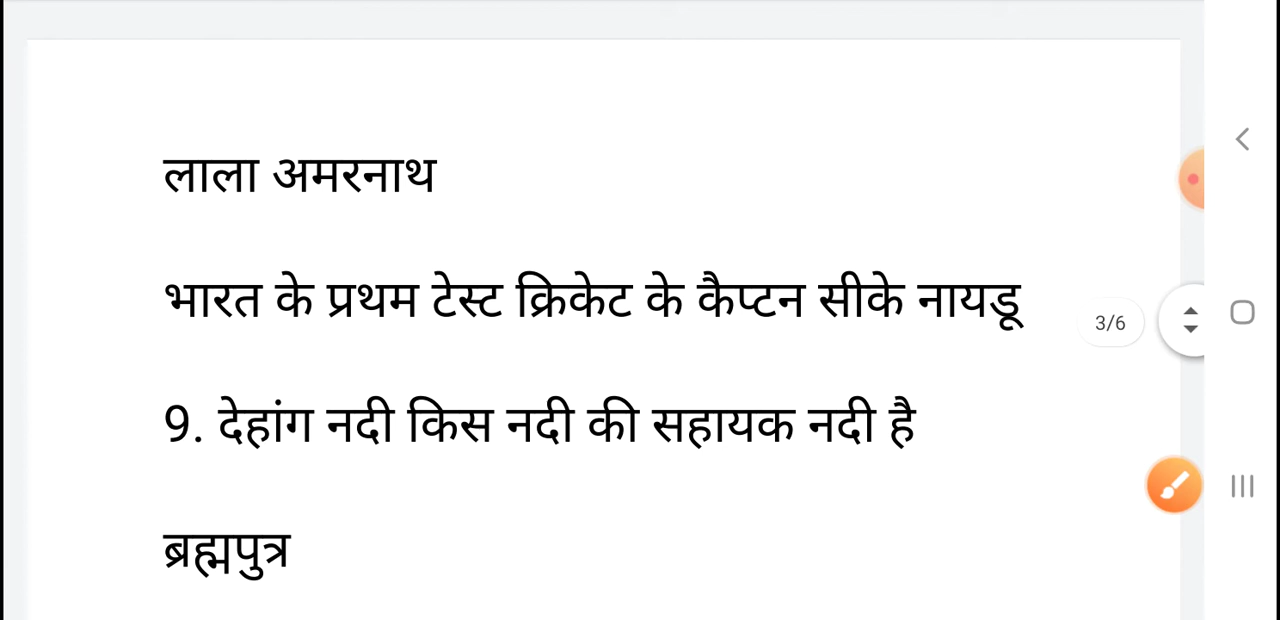 लाला अमरनाथ
भारत के प्रथम टेस्ट क्रिकेट के कैप्टन सीके नायडू
3/6
9. देहांग नदी किस नदी की सहायक नदी है
ब्रह्मपुत्र